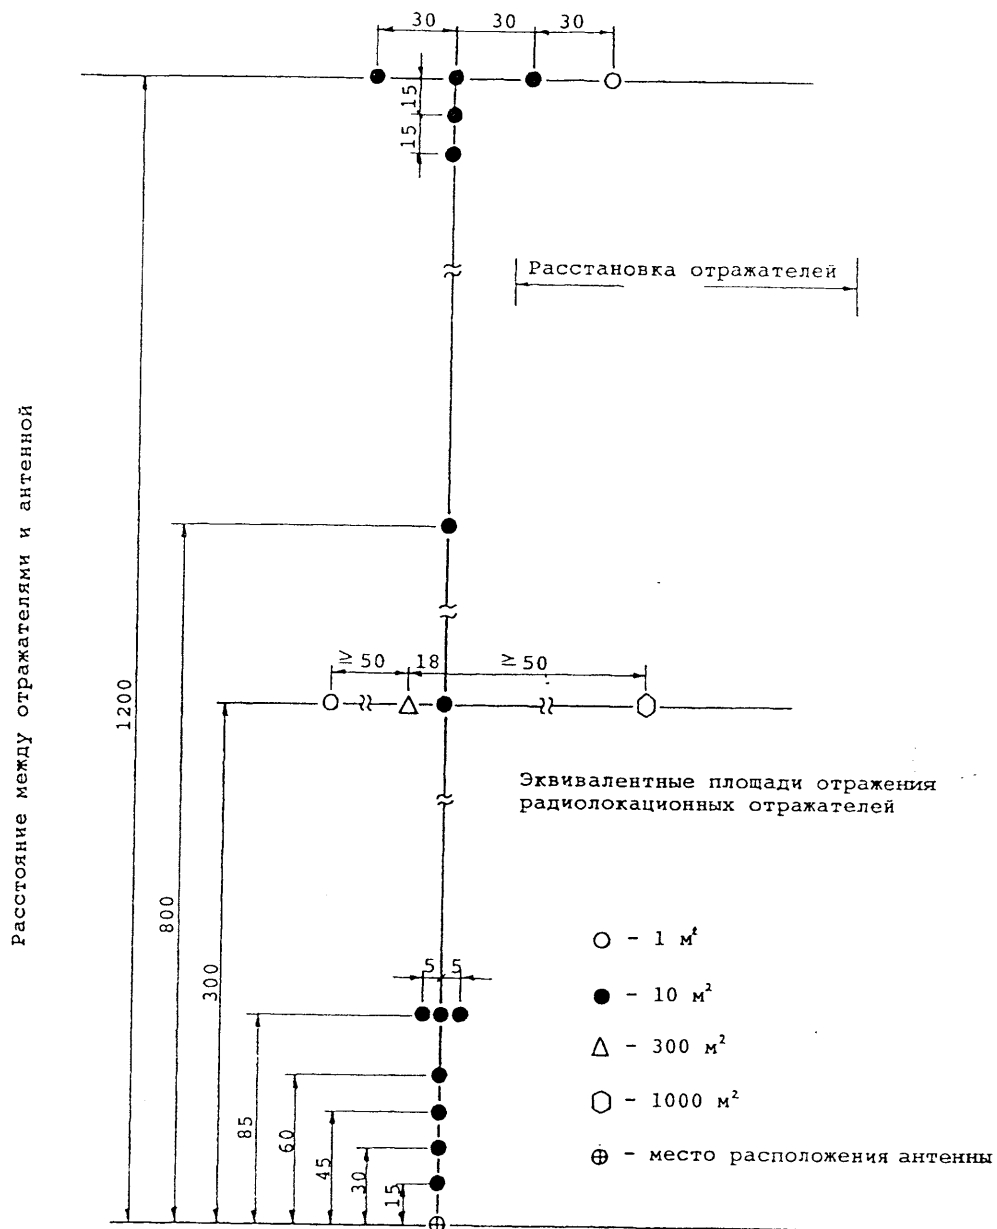 30 30 30
15
15
Расстановка отражателей
Расстояние между отражателями и антенной
1200
≥ 50 18 ≥ 50
Эквивалентные площади отражения
радиолокационных отражателей
800
300
- 1 м²
5 5
- 10 м²
- 300 м²
- 1000 м²
85
60
45
30
15
- место расположения антенны